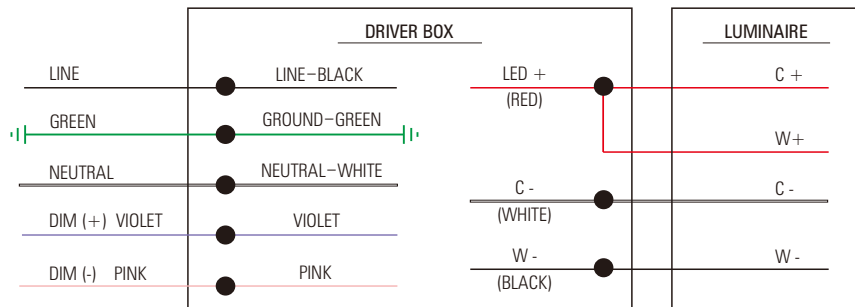 DRIVER BOX
LUMINAIRE
LINE
LINE-BLACK
LED +
(RED)
C +
GREEN
GROUND-GREEN
W+
NEUTRAL
NEUTRAL-WHITE
C -
(WHITE)
C -
DIM (+) VIOLET
VIOLET
W -
(BLACK)
W -
DIM (-) PINK
PINK